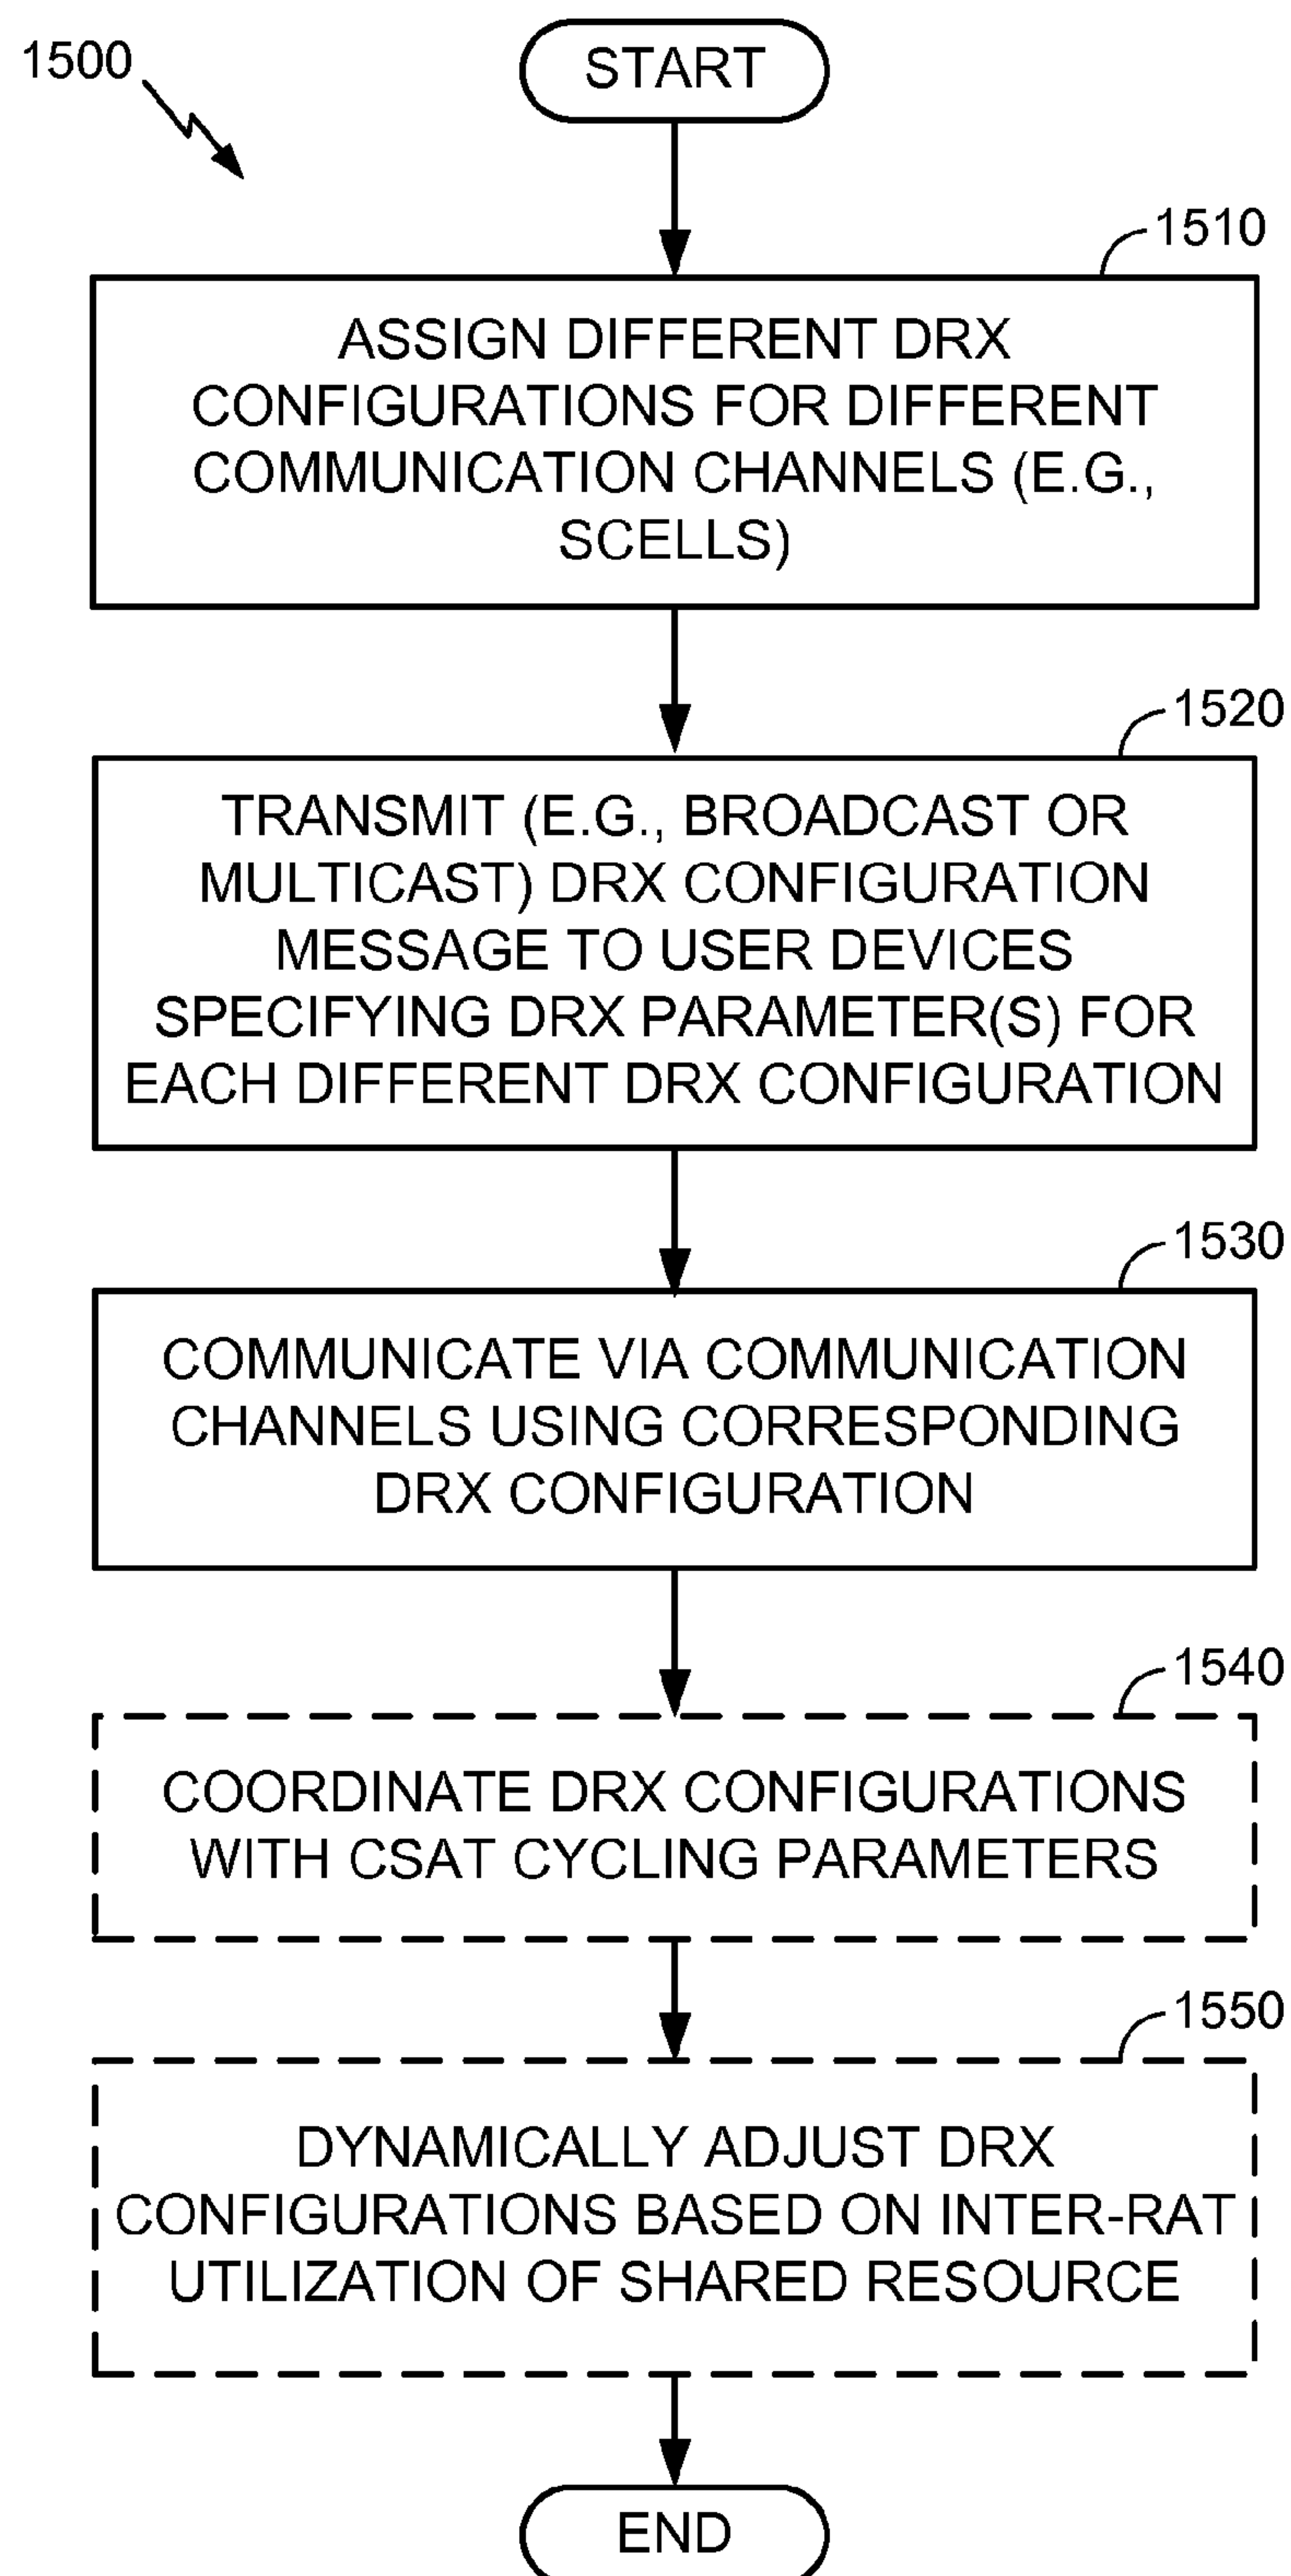 1500
START
1510
ASSIGN DIFFERENT DRX
CONFIGURATIONS FOR DIFFERENT
COMMUNICATION CHANNELS (E.G.,
SCELLS)
1520
TRANSMIT (E.G., BROADCAST OR
MULTICAST) DRX CONFIGURATION
MESSAGE TO USER DEVICES
SPECIFYING DRX PARAMETER(S) FOR
EACH DIFFERENT DRX CONFIGURATION
1530
COMMUNICATE VIA COMMUNICATION
CHANNELS USING CORRESPONDING
DRX CONFIGURATION
1540
COORDINATE DRX CONFIGURATIONS
WITH CSAT CYCLING PARAMETERS
1550
DYNAMICALLY ADJUST DRX
CONFIGURATIONS BASED ON INTER-RAT
UTILIZATION OF SHARED RESOURCE
END